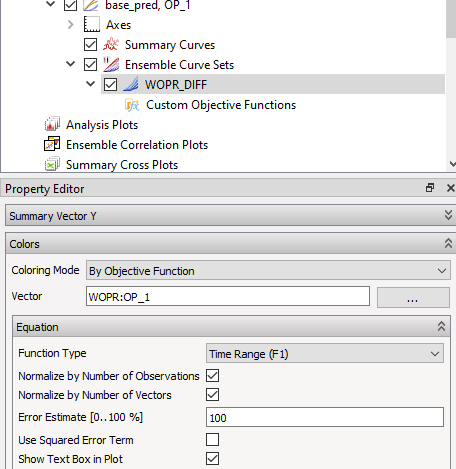 base_pred, OP_1
Axes
Summary Curves
Ensemble Curve Sets
WOPR_DIFF
Custom Objective Functions
Analysis Plots
Ensemble Correlation Plots
Summary Cross Plots
Property Editor
Summary Vector Y
Colors
Coloring Mode By Objective Function
Vector WOPR:OP_1 ...
Equation
Function Type Time Range (F1)
Normalize by Number of Observations
Normalize by Number of Vectors
Error Estimate [0..100 %] 100
Use Squared Error Term
Show Text Box in Plot